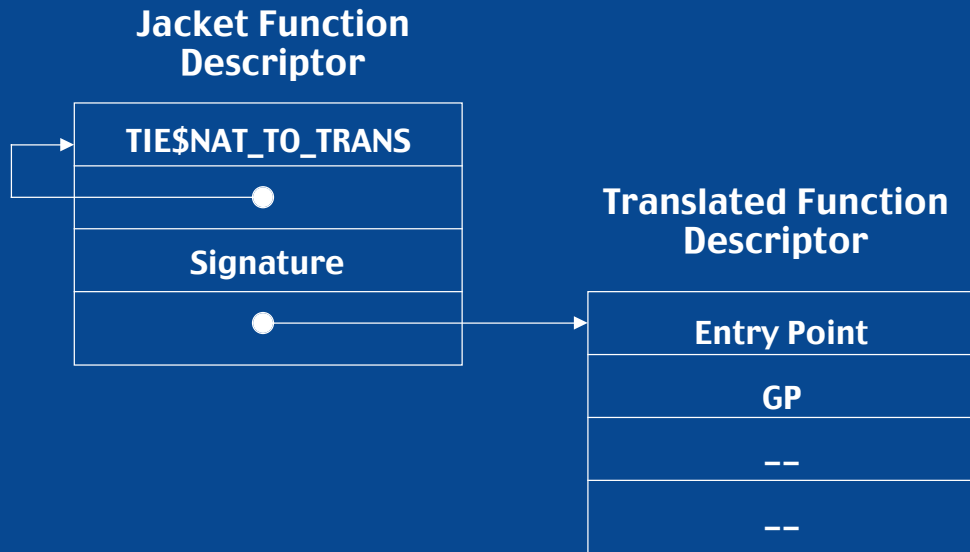 Jacket Function
Descriptor
TIE$NAT_TO_TRANS
Signature
Translated Function
Descriptor
Entry Point
GP
--
--